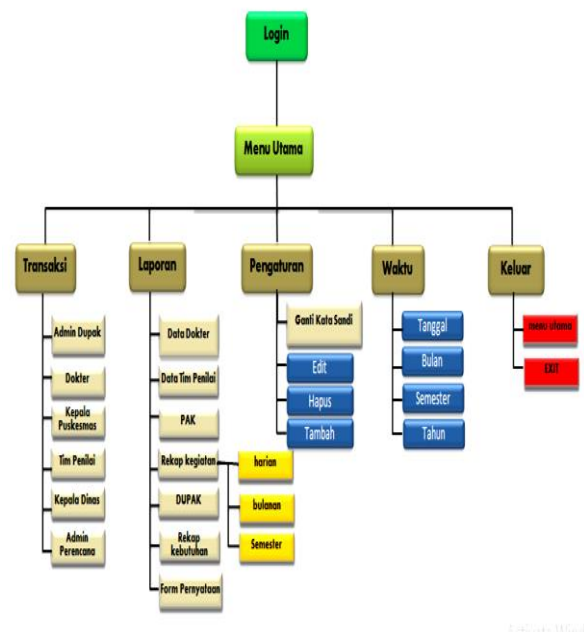 Login
Menu Utama
Transaksi
Laporan
Pengaturan
Waktu
Keluar
Admin Dupak
Dokter
Kepala
Puskesmas
Tim Penilai
Kepala Dinas
Admin
Perencana
Data Dokter
Data Tim Penilai
PAK
Rekap kegiatan
DUPAK
Rekap
kebutuhan
Form Pernyataan
harian
bulanan
Semester
Ganti Kata Sandi
Edit
Hapus
Tambah
Tanggal
Bulan
Semester
Tahun
menu utama
EXIT